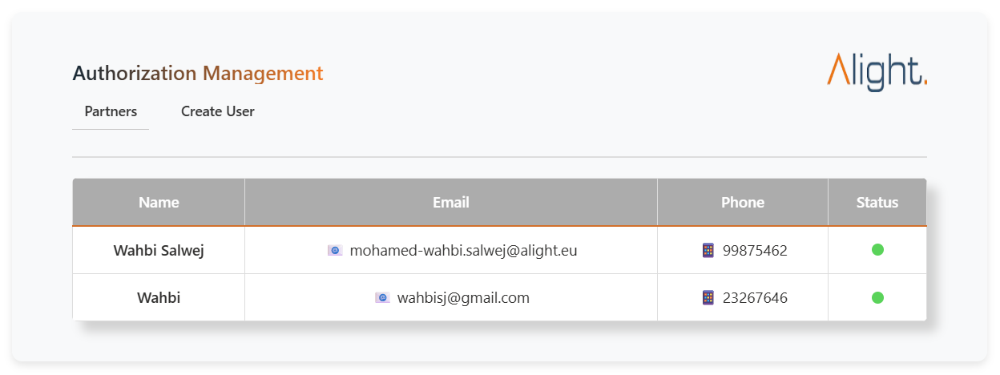 Authorization Management
Alight.
Partners Create User
Name Email Phone Status
Wahbi Salwej mohamed-wahbi.salwej@alight.eu 99875462
Wahbi wahbisj@gmail.com 23267646